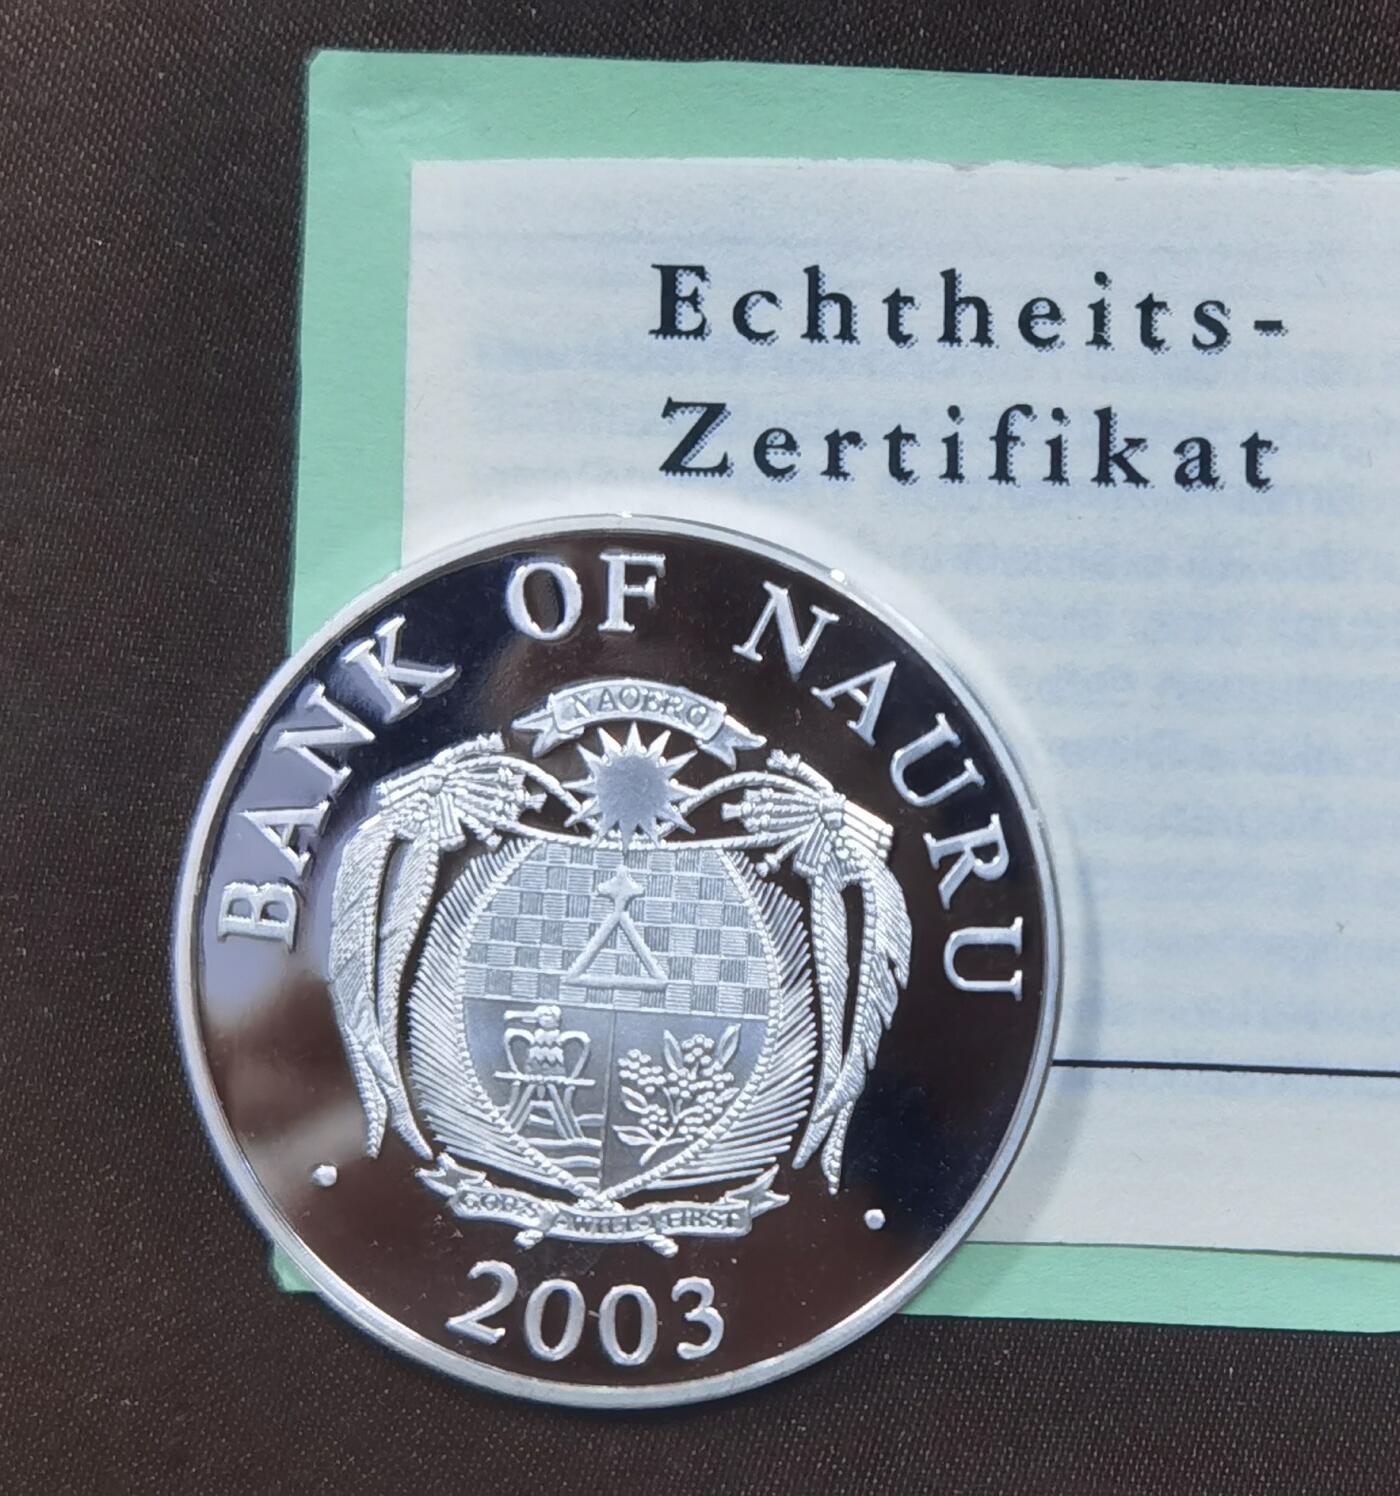 Echtheits-
Zertifikat
BANK OF NAURU
NAOERO
GOD'S WILL FIRST
2003